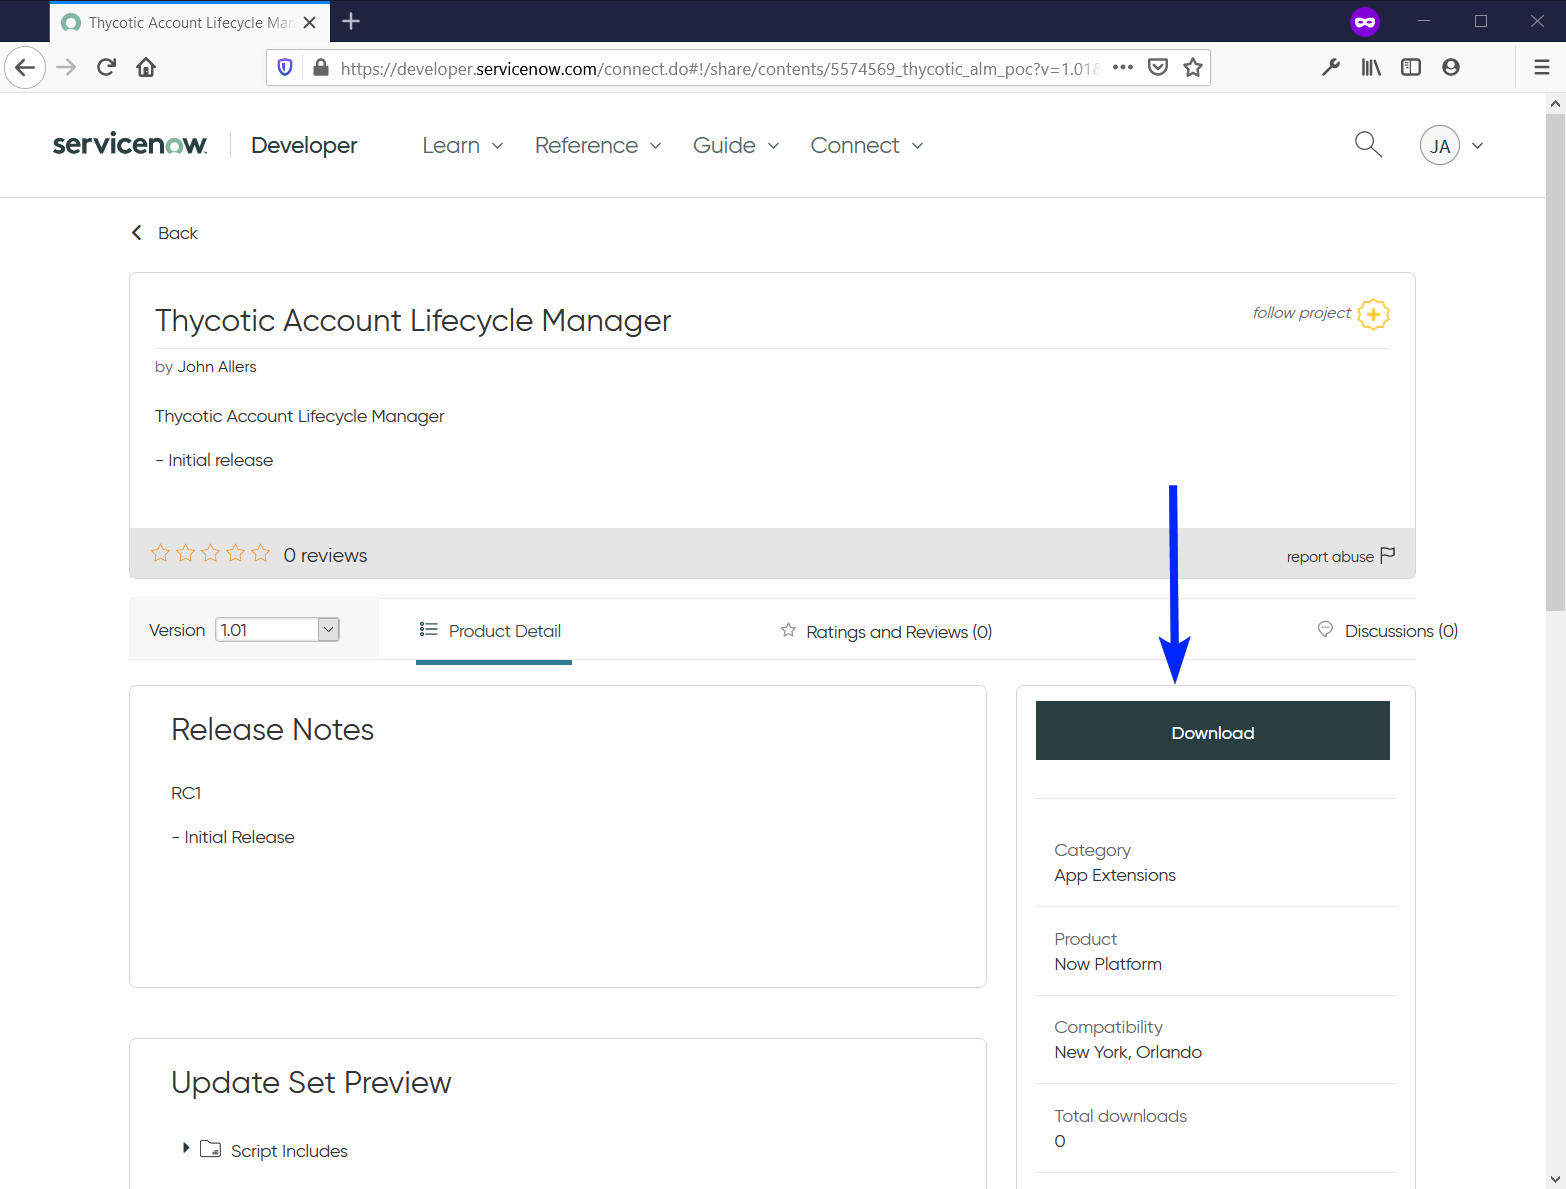 Thycotic Account Lifecycle Man
https://developer.servicenow.com/connect.do#!/share/contents/5574569_thycotic_alm_poc?v=1.018
servicenow. Developer Learn Reference Guide Connect JA
Back
Thycotic Account Lifecycle Manager
follow project
by John Allers
Thycotic Account Lifecycle Manager
- Initial release
0 reviews
report abuse
Version 1.01
Product Detail
Ratings and Reviews (0)
Discussions (0)
Release Notes
RC1
- Initial Release
Update Set Preview
Script Includes
Download
Category
App Extensions
Product
Now Platform
Compatibility
New York, Orlando
Total downloads
0